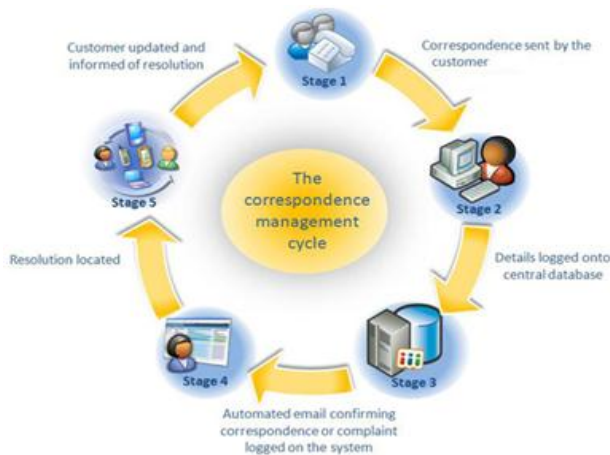 Customer updated and
informed of resolution
Stage 1
Correspondence sent by the
customer
Stage 5
The
correspondence
management
cycle
Stage 2
Resolution located
Details logged onto
central database
Stage 4
Stage 3
Automated email confirming
correspondence or complaint
logged on the system